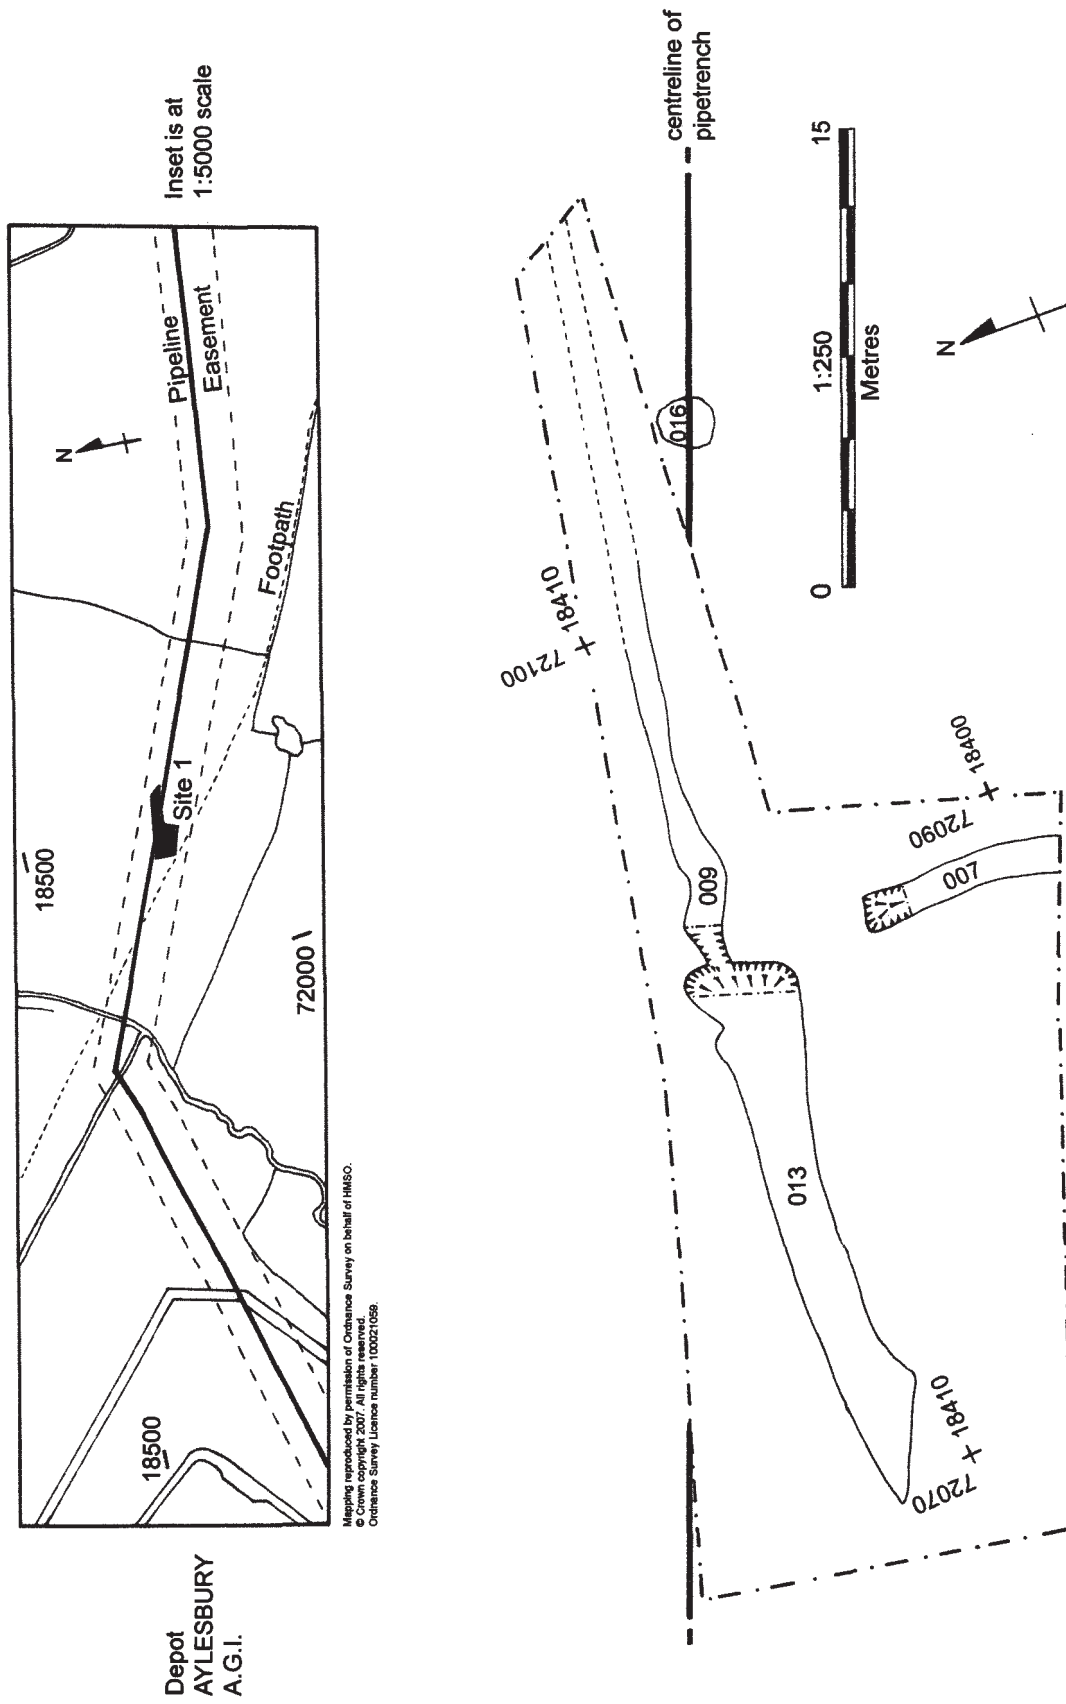 Depot
AYLESBURY
A.G.I.
Inset is at
1:5000 scale
18500
18500
72000
Pipeline
Easement
N
Footpath
Site 1
Mapping reproduced by permission of Ordnance Survey on behalf of HMSO.
© Crown copyright 2007. All rights reserved.
Ordnance Survey Licence number 100021059.
centreline of
pipetrench
016
72100
18410
009
013
007
72090
18400
72070
18410
0
1:250
15
Metres
N